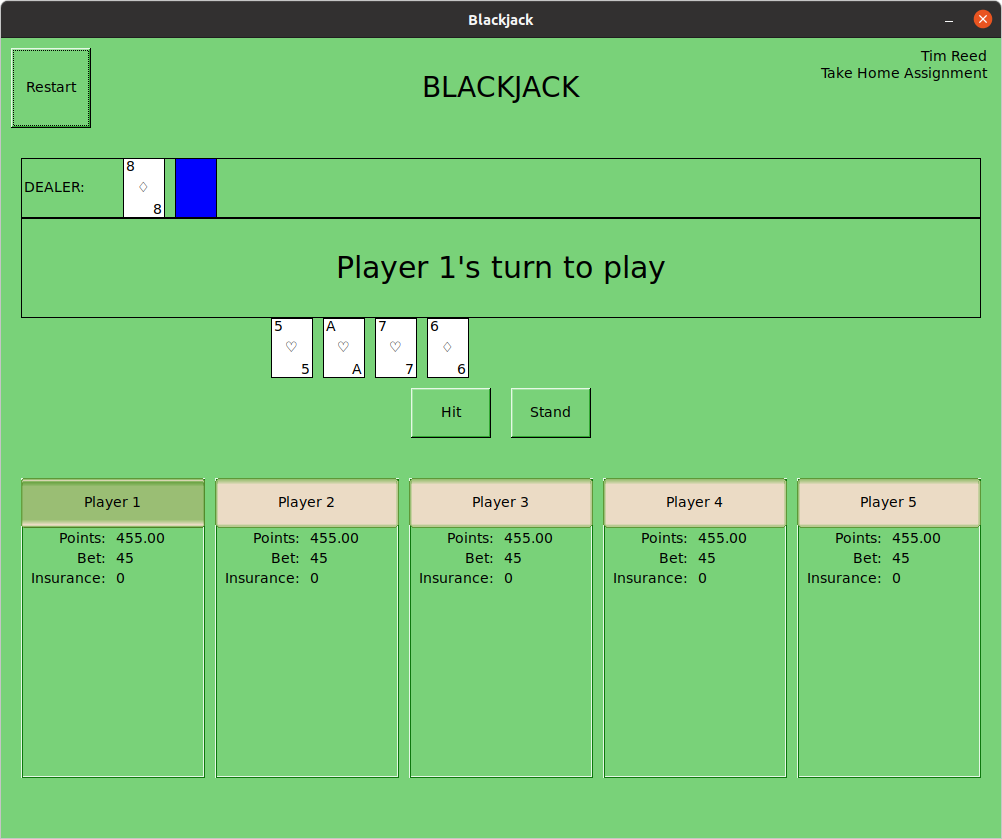 Blackjack
Restart
BLACKJACK
Tim Reed
Take Home Assignment
DEALER:
8
♢
8
Player 1's turn to play
5 A 7 6
♡ ♡ ♡ ♢
5 A 7 6
Hit Stand
Player 1 Player 2 Player 3 Player 4 Player 5
Points: 455.00 Points: 455.00 Points: 455.00 Points: 455.00 Points: 455.00
Bet: 45 Bet: 45 Bet: 45 Bet: 45 Bet: 45
Insurance: 0 Insurance: 0 Insurance: 0 Insurance: 0 Insurance: 0